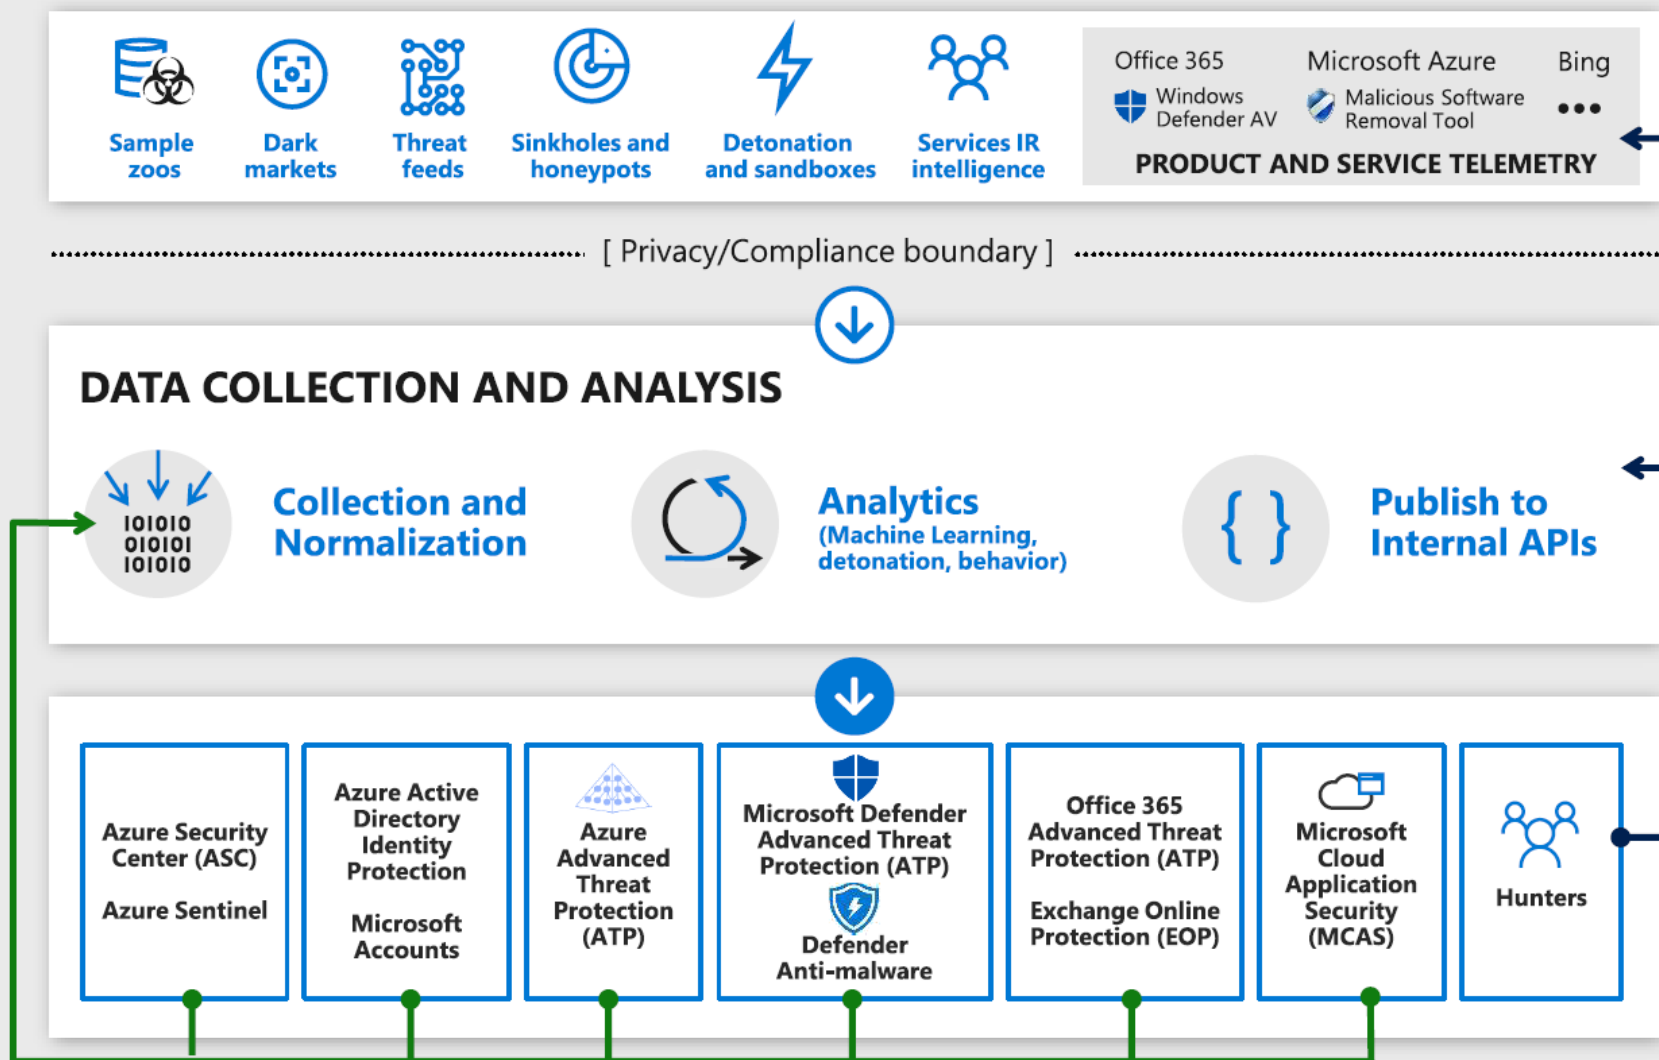 Sample
zoos
Dark
markets
Threat
feeds
Sinkholes and
honeypots
Detonation
and sandboxes
Services IR
intelligence
Office 365
Microsoft Azure
Bing
Windows
Defender AV
Malicious Software
Removal Tool
•••
PRODUCT AND SERVICE TELEMETRY
[ Privacy/Compliance boundary ]
DATA COLLECTION AND ANALYSIS
101010
010101
101010
Collection and
Normalization
Analytics
(Machine Learning,
detonation, behavior)
{ }
Publish to
Internal APIs
Azure Security
Center (ASC)
Azure Sentinel
Azure Active
Directory
Identity
Protection
Microsoft
Accounts
Azure
Advanced
Threat
Protection
(ATP)
Microsoft Defender
Advanced Threat
Protection (ATP)
Defender
Anti-malware
Office 365
Advanced Threat
Protection (ATP)
Exchange Online
Protection (EOP)
Microsoft
Cloud
Application
Security
(MCAS)
Hunters